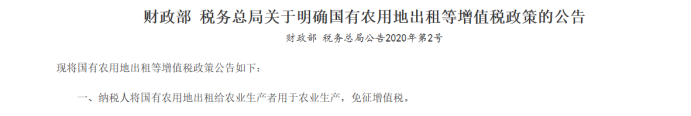 财政部 税务总局关于明确国有农用地出租等增值税政策的公告
财政部 税务总局公告2020年第2号
现将国有农用地出租等增值税政策公告如下：
一、纳税人将国有农用地出租给农业生产者用于农业生产，免征增值税。